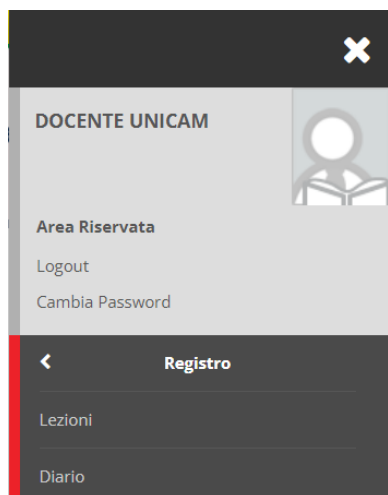 DOCENTE UNICAM
Area Riservata
Logout
Cambia Password
Registro
Lezioni
Diario